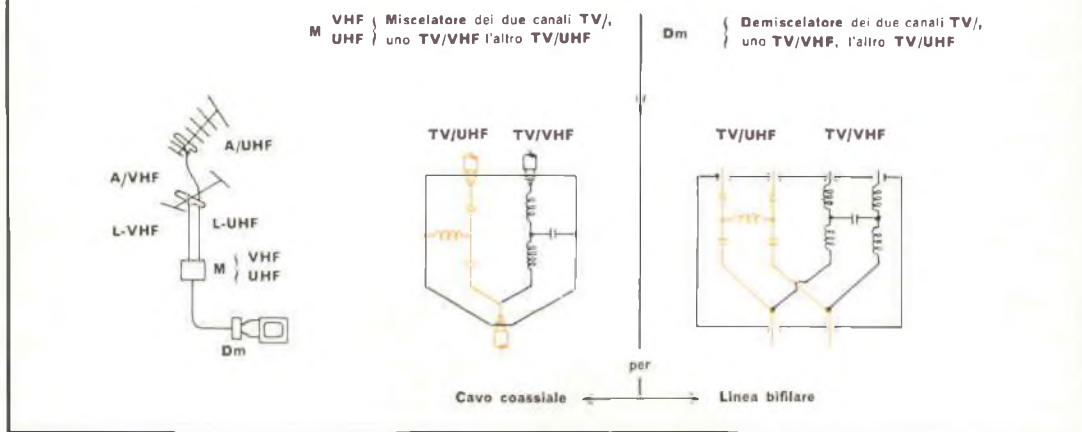 M { VHF UHF } Miscelatore dei due canali TV/,
uno TV/VHF l'altro TV/UHF
Dm { Demiscelatore dei due canali TV/,
uno TV/VHF, l'altro TV/UHF
A/UHF
A/VHF
L-VHF
L-UHF
M { VHF
UHF
Dm
TV/UHF TV/VHF
TV/UHF TV/VHF
per
Cavo coassiale
Linea bifilare